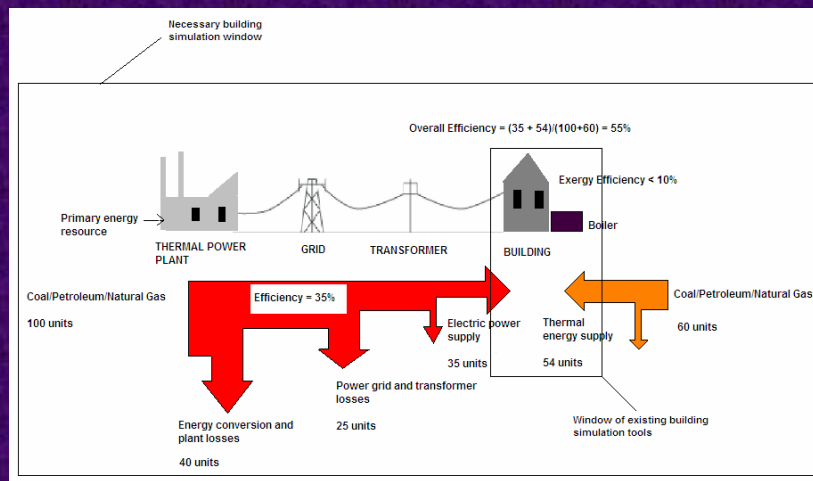 Necessary building
simulation window
Overall Efficiency = (35 + 54)/(100+60) = 55%
Exergy Efficiency < 10%
Primary energy
resource
Boiler
THERMAL POWER
PLANT
GRID
TRANSFORMER
BUILDING
Coal/Petroleum/Natural Gas
100 units
Efficiency = 35%
Electric power
supply
35 units
Thermal
energy supply
54 units
Coal/Petroleum/Natural Gas
60 units
Power grid and transformer
losses
25 units
Energy conversion and
plant losses
40 units
Window of existing building
simulation tools